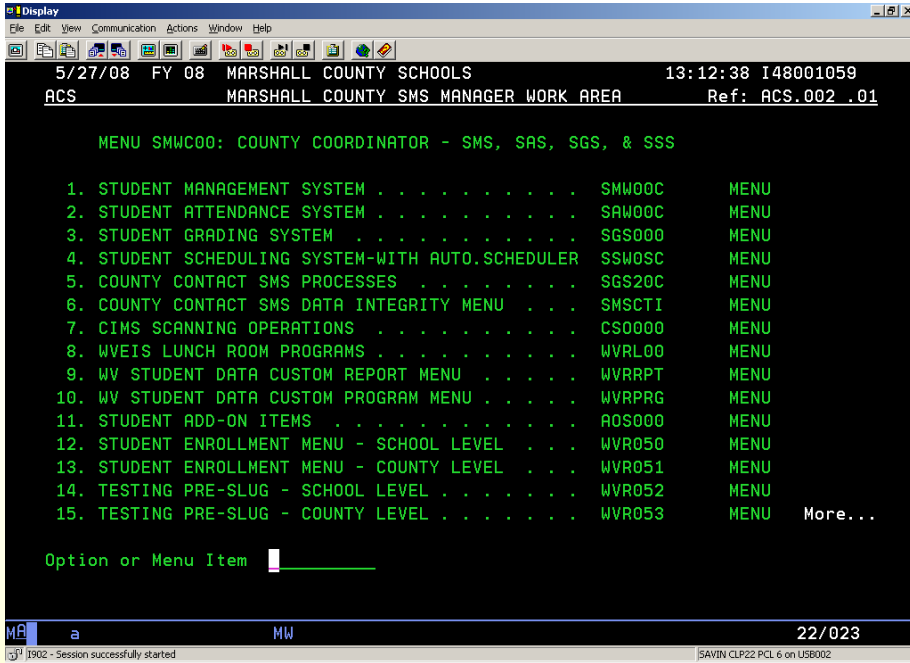 Display
File Edit View Communication Actions Window Help
5/27/08 FY 08 MARSHALL COUNTY SCHOOLS 13:12:38 I48001059
ACS MARSHALL COUNTY SMS MANAGER WORK AREA Ref: ACS.002 .01
MENU SMWC00: COUNTY COORDINATOR - SMS, SAS, SGS, & SSS
1. STUDENT MANAGEMENT SYSTEM . . . . . . . . . . SMW00C MENU
2. STUDENT ATTENDANCE SYSTEM . . . . . . . . . . SAW00C MENU
3. STUDENT GRADING SYSTEM . . . . . . . . . . . SGS000 MENU
4. STUDENT SCHEDULING SYSTEM-WITH AUTO.SCHEDULER SSW0SC MENU
5. COUNTY CONTACT SMS PROCESSES . . . . . . . . SGS20C MENU
6. COUNTY CONTACT SMS DATA INTEGRITY MENU . . . SMSCTI MENU
7. CIMS SCANNING OPERATIONS . . . . . . . . . . CSO000 MENU
8. WVEIS LUNCH ROOM PROGRAMS . . . . . . . . . . WVRL00 MENU
9. WV STUDENT DATA CUSTOM REPORT MENU . . . . . WVRRPT MENU
10. WV STUDENT DATA CUSTOM PROGRAM MENU . . . . . WVRPRG MENU
11. STUDENT ADD-ON ITEMS . . . . . . . . . . . . AOS000 MENU
12. STUDENT ENROLLMENT MENU - SCHOOL LEVEL . . . WVR050 MENU
13. STUDENT ENROLLMENT MENU - COUNTY LEVEL . . . WVR051 MENU
14. TESTING PRE-SLUG - SCHOOL LEVEL . . . . . . . WVR052 MENU
15. TESTING PRE-SLUG - COUNTY LEVEL . . . . . . . WVR053 MENU More...
Option or Menu Item
MA a MW 22/023
I902 - Session successfully started SAVIN CLP22 PCL 6 on USB002